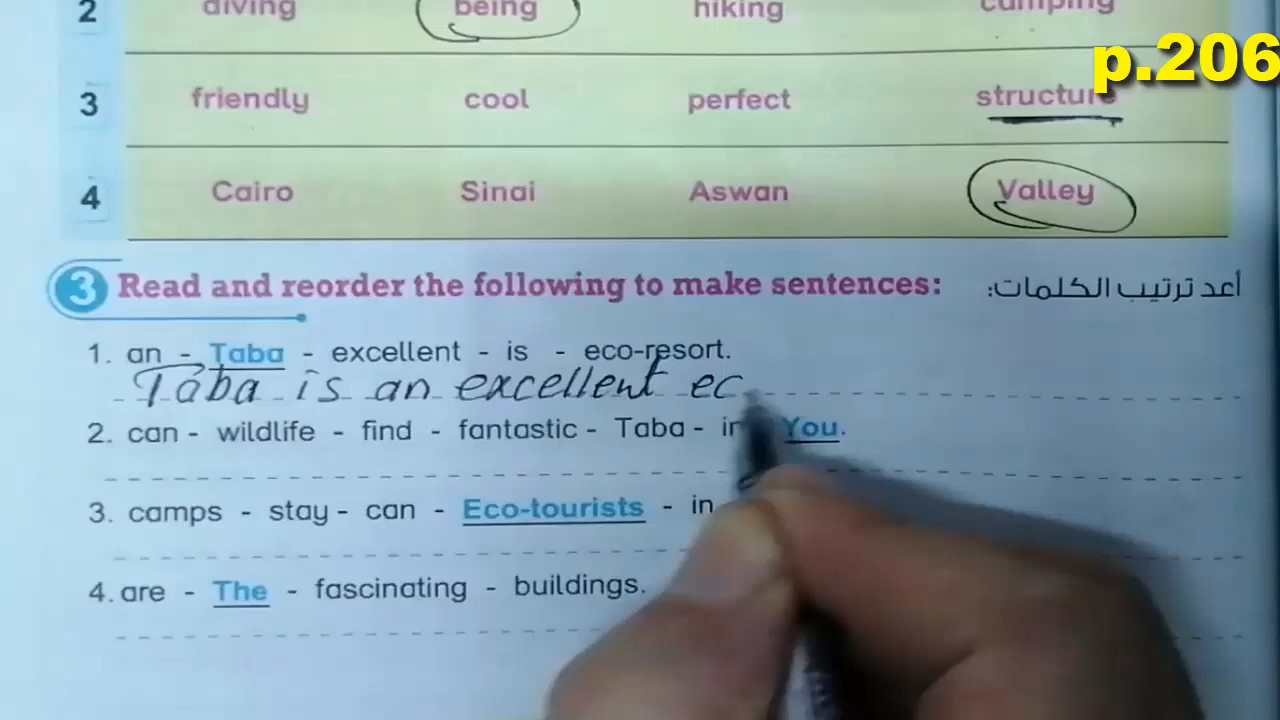 p.206
2 diving being hiking camping
3 friendly cool perfect structure
4 Cairo Sinai Aswan Valley
3 Read and reorder the following to make sentences: أعد ترتيب الكلمات:
1. an - Taba - excellent - is - eco-resort.
Taba is an excellent ec
2. can - wildlife - find - fantastic - Taba - in You.
3. camps - stay - can - Eco-tourists - in
4. are - The - fascinating - buildings.